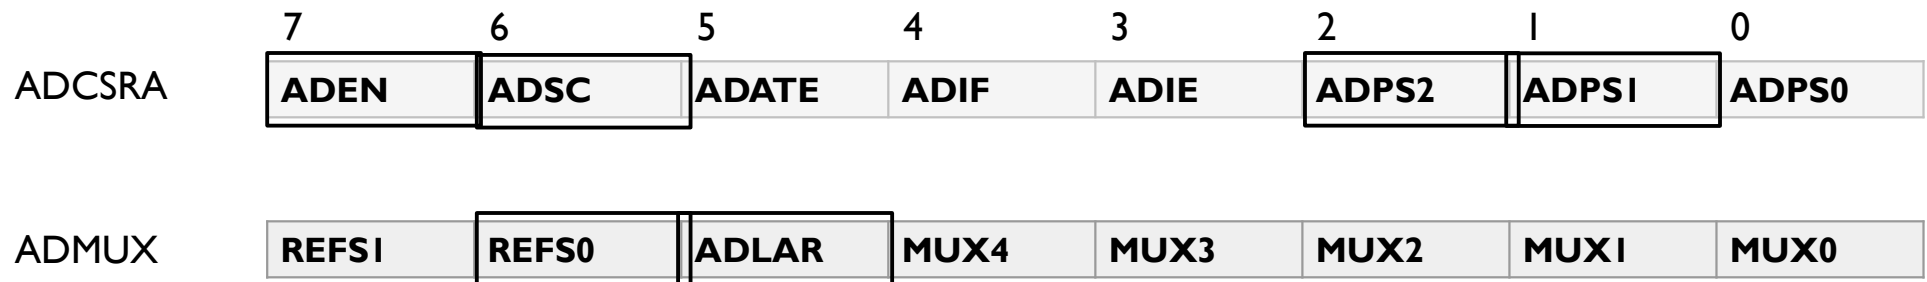 7 6 5 4 3 2 1 0
ADCSRA ADEN ADSC ADATE ADIF ADIE ADPS2 ADPS1 ADPS0
ADMUX REFS1 REFS0 ADLAR MUX4 MUX3 MUX2 MUX1 MUX0